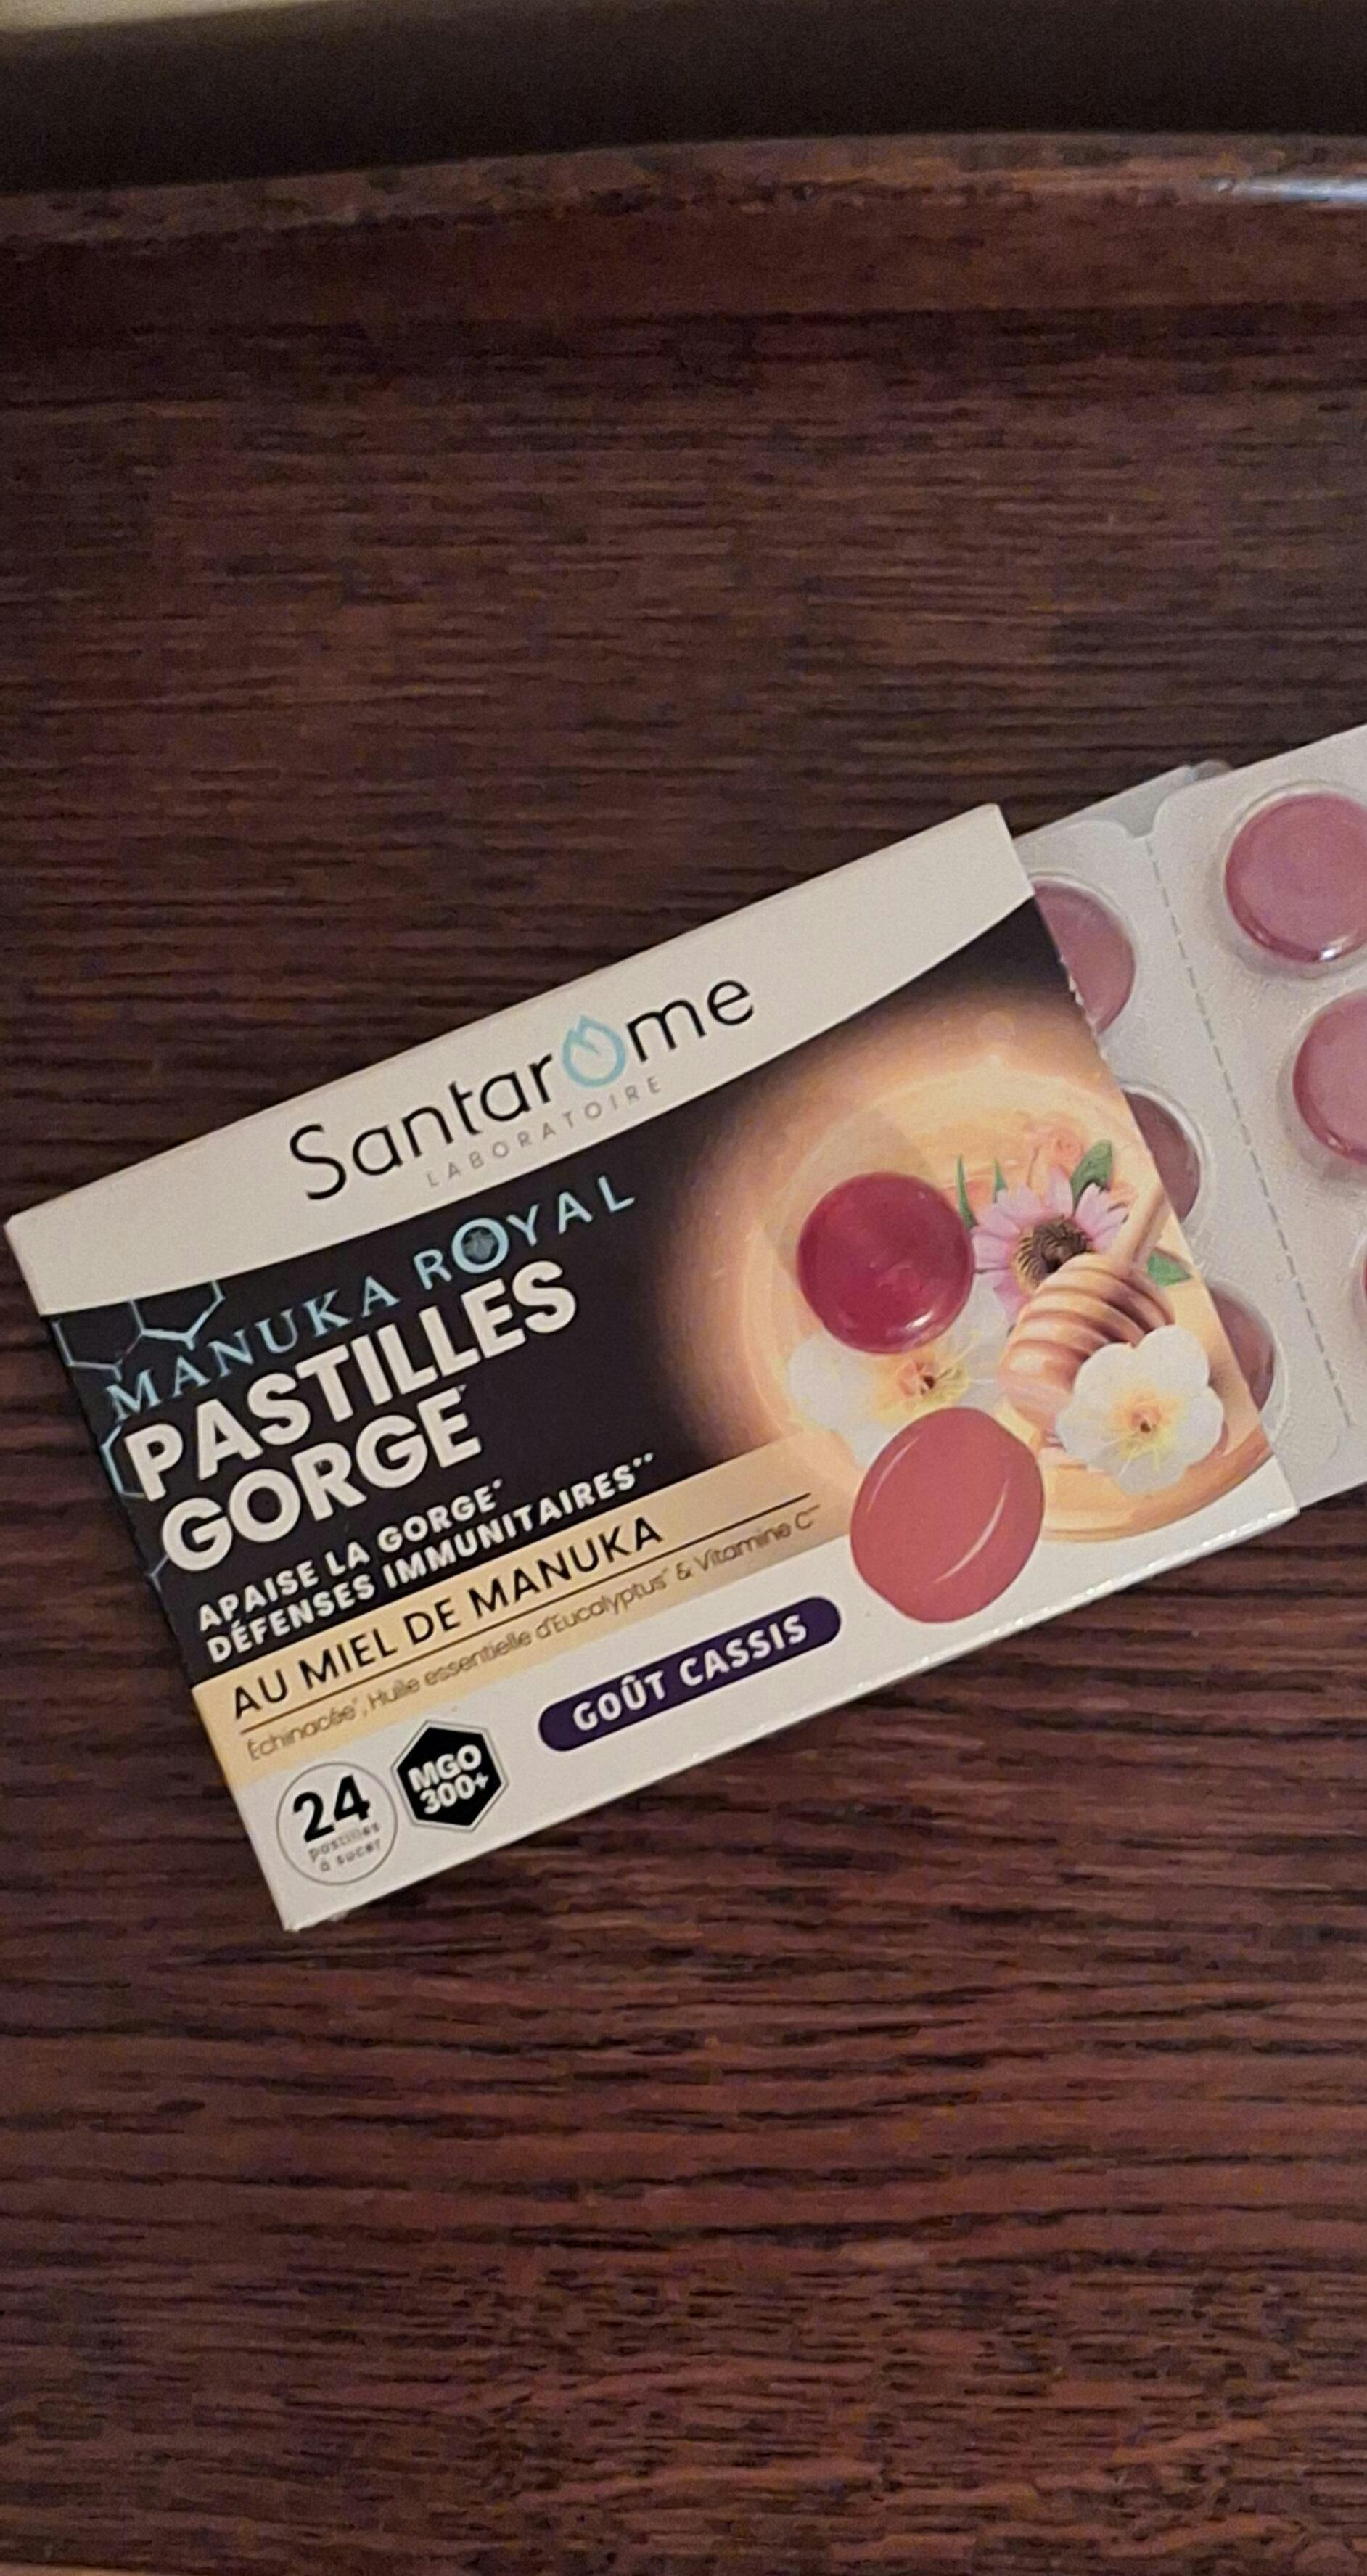 Santarôme
LABORATOIRE
MANUKA ROYAL
PASTILLES
GORGE*
APAISE LA GORGE*
DÉFENSES IMMUNITAIRES**
AU MIEL DE MANUKA
Échinacée*, Huile essentielle d'Eucalyptus* & Vitamine C**
GOÛT CASSIS
24
pastilles
à sucer
MGO
300+